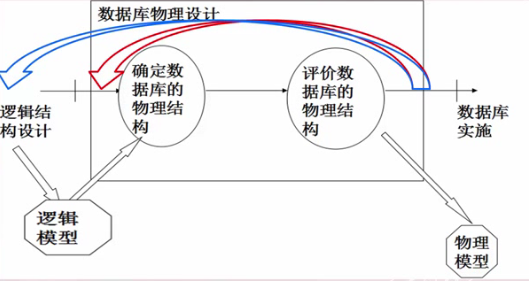 数据库物理设计
确定数
据库的
物理结
构
评价数
据库的
物理结
构
逻辑结
构设计
数据库
实施
逻辑
模型
物理
模型